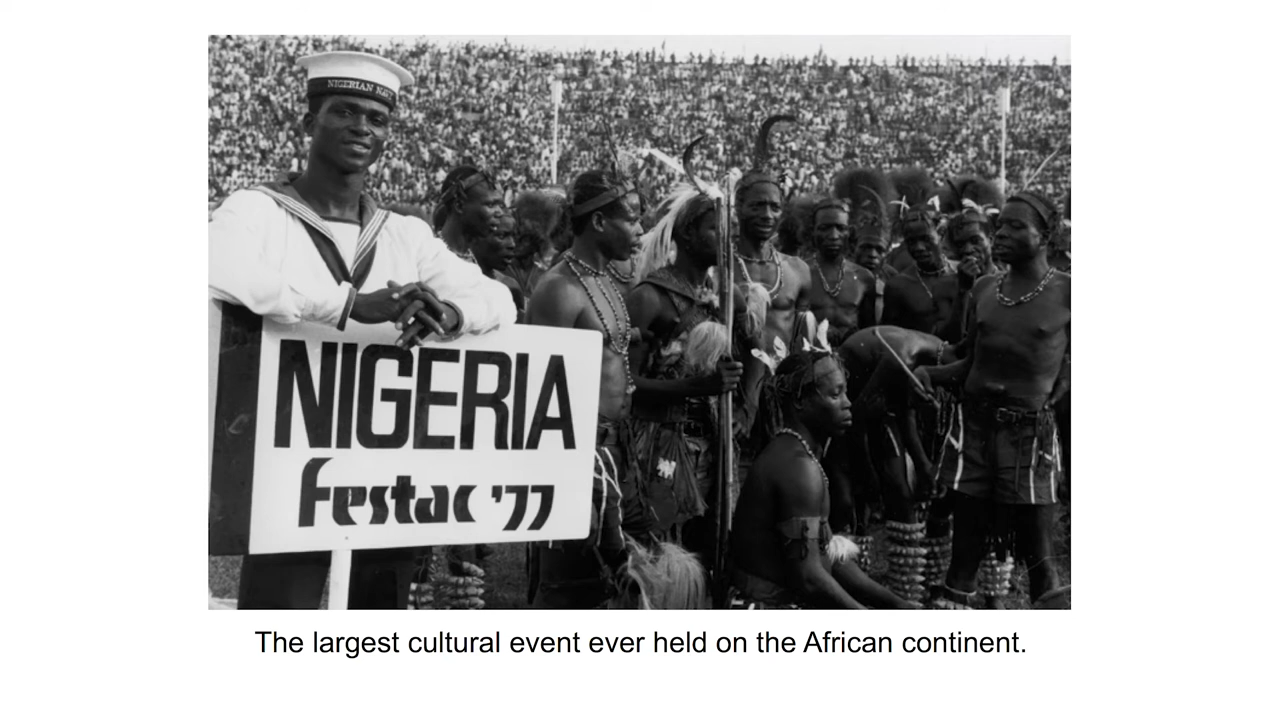 NIGERIAN NAVY
NIGERIA
Festac '77
The largest cultural event ever held on the African continent.